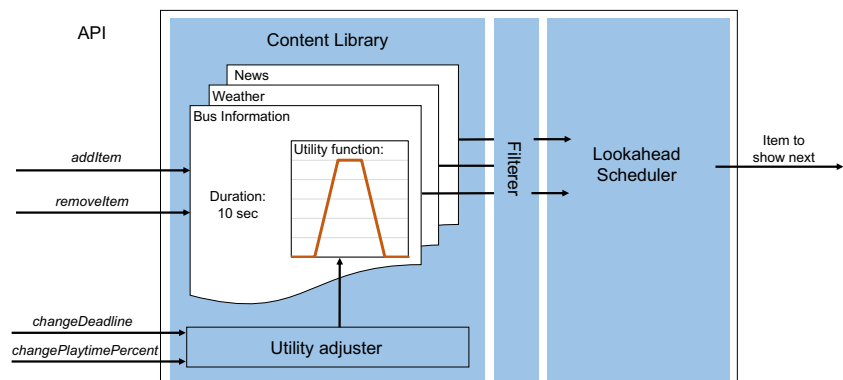 API
Content Library
News
Weather
Bus Information
Utility function:
addItem
Duration:
10 sec
removeItem
Filterer
Lookahead
Scheduler
Item to
show next
changeDeadline
changePlaytimePercent
Utility adjuster